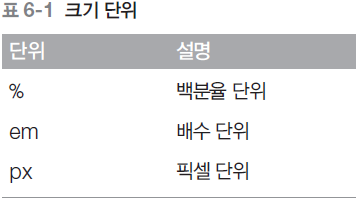 표 6-1 크기 단위
단위 설명
% 백분율 단위
em 배수 단위
px 픽셀 단위